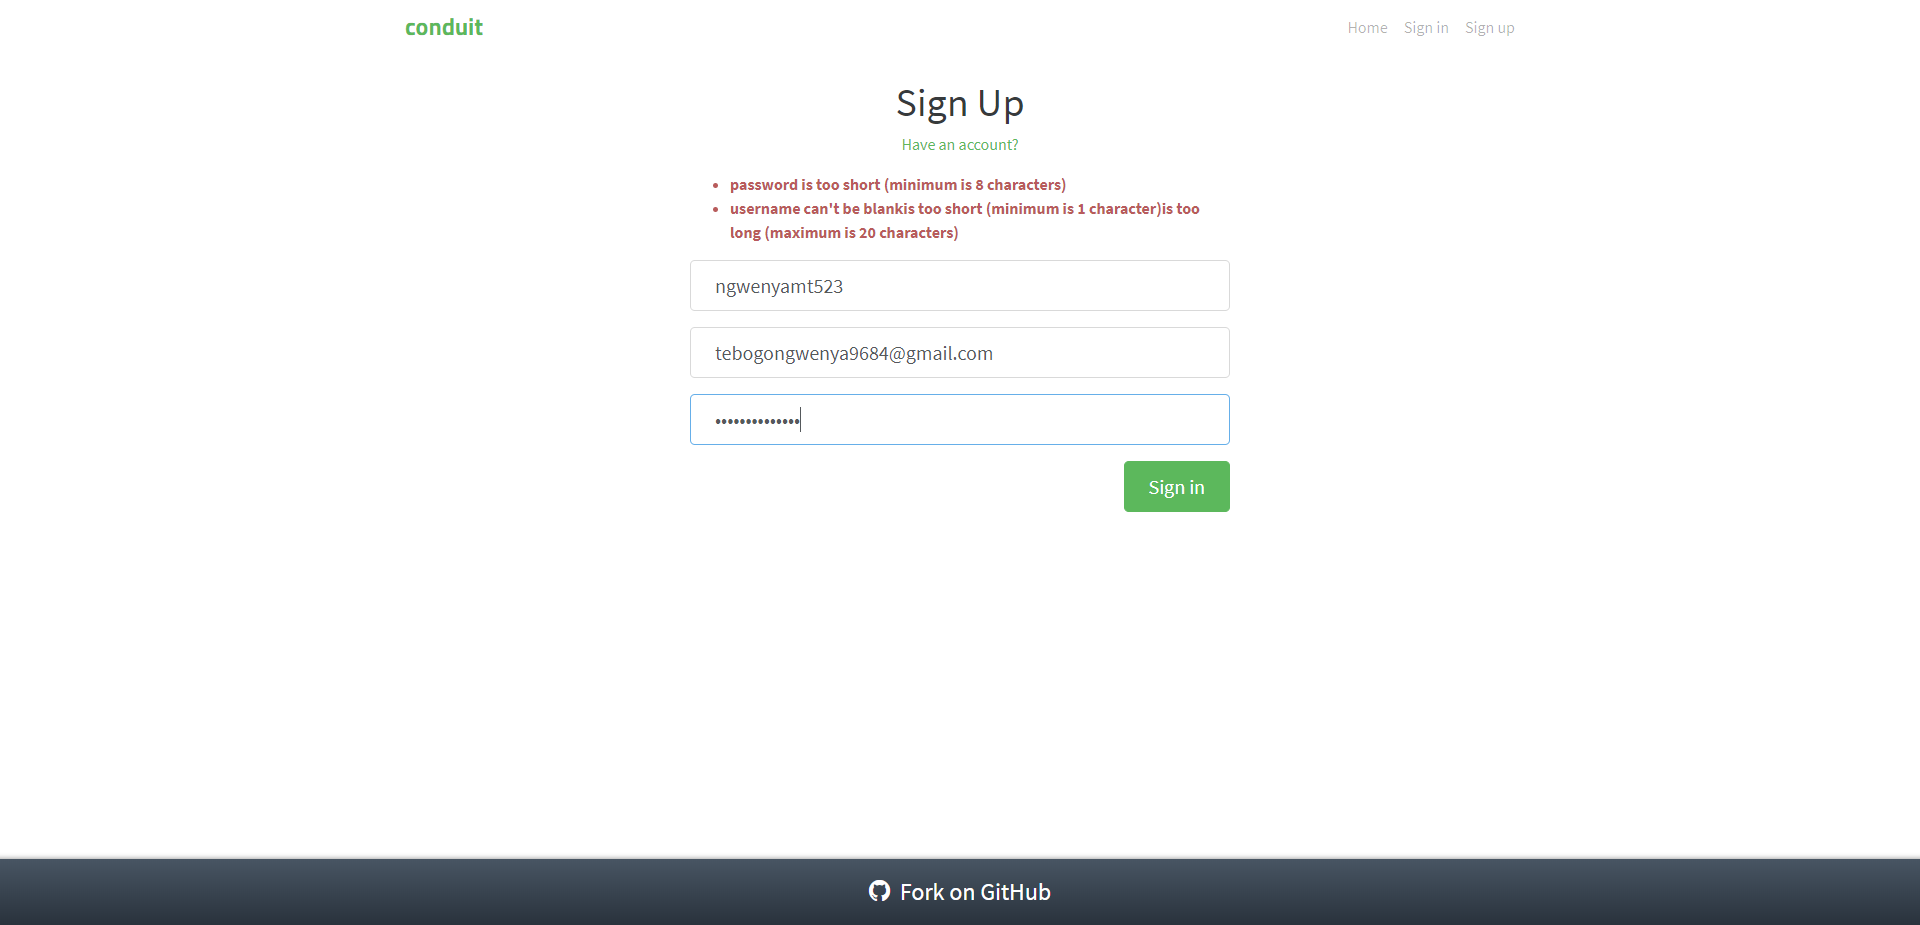 conduit
Home Sign in Sign up
Sign Up
Have an account?
• password is too short (minimum is 8 characters)
• username can't be blankis too short (minimum is 1 character)is too
long (maximum is 20 characters)
ngwenyamt523
tebogongwenya9684@gmail.com
••••••••••••••
Sign in
Fork on GitHub